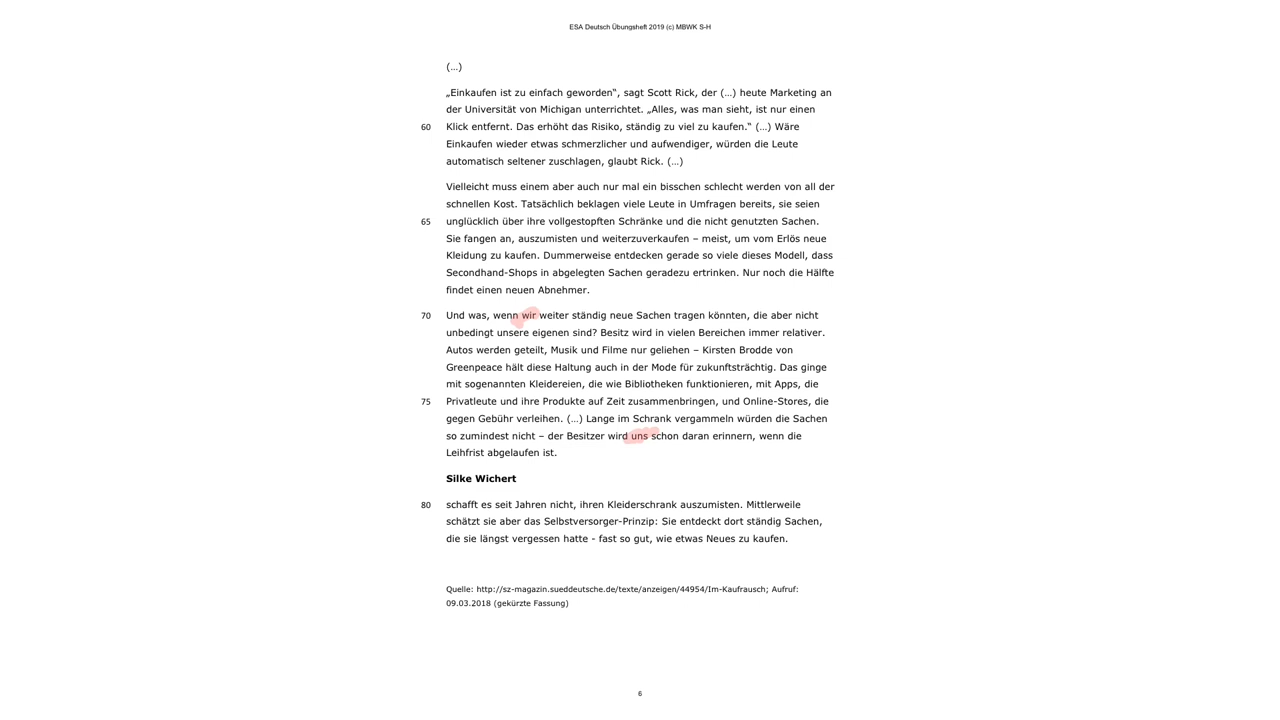 ESA Deutsch Übungsheft 2019 (c) MBWK S-H
(…)
„Einkaufen ist zu einfach geworden“, sagt Scott Rick, der (…) heute Marketing an
der Universität von Michigan unterrichtet. „Alles, was man sieht, ist nur einen
60 Klick entfernt. Das erhöht das Risiko, ständig zu viel zu kaufen.“ (…) Wäre
Einkaufen wieder etwas schmerzlicher und aufwendiger, würden die Leute
automatisch seltener zuschlagen, glaubt Rick. (…)
Vielleicht muss einem aber auch nur mal ein bisschen schlecht werden von all der
schnellen Kost. Tatsächlich beklagen viele Leute in Umfragen bereits, sie seien
65 unglücklich über ihre vollgestopften Schränke und die nicht genutzten Sachen.
Sie fangen an, auszumisten und weiterzuverkaufen – meist, um vom Erlös neue
Kleidung zu kaufen. Dummerweise entdecken gerade so viele dieses Modell, dass
Secondhand-Shops in abgelegten Sachen geradezu ertrinken. Nur noch die Hälfte
findet einen neuen Abnehmer.
70 Und was, wenn wir weiter ständig neue Sachen tragen könnten, die aber nicht
unbedingt unsere eigenen sind? Besitz wird in vielen Bereichen immer relativer.
Autos werden geteilt, Musik und Filme nur geliehen – Kirsten Brodde von
Greenpeace hält diese Haltung auch in der Mode für zukunftsträchtig. Das ginge
mit sogenannten Kleidereien, die wie Bibliotheken funktionieren, mit Apps, die
75 Privatleute und ihre Produkte auf Zeit zusammenbringen, und Online-Stores, die
gegen Gebühr verleihen. (…) Lange im Schrank vergammeln würden die Sachen
so zumindest nicht – der Besitzer wird uns schon daran erinnern, wenn die
Leihfrist abgelaufen ist.
Silke Wichert
80 schafft es seit Jahren nicht, ihren Kleiderschrank auszumisten. Mittlerweile
schätzt sie aber das Selbstversorger-Prinzip: Sie entdeckt dort ständig Sachen,
die sie längst vergessen hatte - fast so gut, wie etwas Neues zu kaufen.
Quelle: http://sz-magazin.sueddeutsche.de/texte/anzeigen/44954/Im-Kaufrausch; Aufruf:
09.03.2018 (gekürzte Fassung)
6